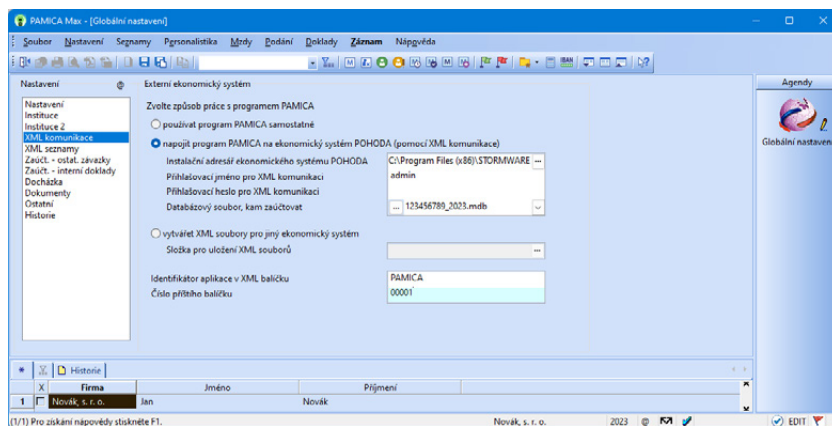 PAMICA Max - [Globální nastavení]
Soubor Nastavení Seznamy Personalistika Mzdy Podání Doklady Záznam Nápověda
Nastavení @ Externí ekonomický systém Agendy
Nastavení
Instituce
Instituce 2
XML komunikace
XML seznamy
Zaúčt. - ostat. závazky
Zaúčt. - interní doklady
Docházka
Dokumenty
Ostatní
Historie
Zvolte způsob práce s programem PAMICA
používat program PAMICA samostatně
napojit program PAMICA na ekonomický systém POHODA (pomocí XML komunikace)
Instalační adresář ekonomického systému POHODA C:\Program Files (x86)\STORMWARE ...
Přihlašovací jméno pro XML komunikaci admin
Přihlašovací heslo pro XML komunikaci
Databázový soubor, kam zaúčtovat ... 123456789_2023.mdb
vytvářet XML soubory pro jiný ekonomický systém
Složka pro uložení XML souborů ...
Identifikátor aplikace v XML balíčku PAMICA
Číslo příštího balíčku 00001
Globální nastaven
* Historie
X Firma Jméno Příjmení
1 Novák, s. r. o. Jan Novák
(1/1) Pro získání nápovědy stiskněte F1. Novák, s. r. o. 2023 @ EDIT